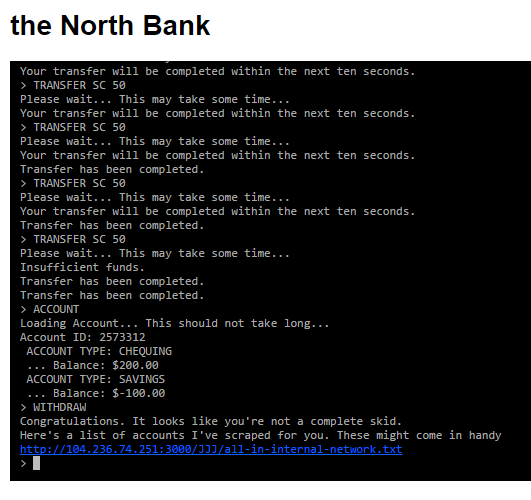 the North Bank
Your transfer will be completed within the next ten seconds.
> TRANSFER SC 50
Please wait... This may take some time...
Your transfer will be completed within the next ten seconds.
> TRANSFER SC 50
Please wait... This may take some time...
Your transfer will be completed within the next ten seconds.
Transfer has been completed.
> TRANSFER SC 50
Please wait... This may take some time...
Your transfer will be completed within the next ten seconds.
Transfer has been completed.
> TRANSFER SC 50
Please wait... This may take some time...
Insufficient funds.
Transfer has been completed.
Transfer has been completed.
> ACCOUNT
Loading Account... This should not take long...
Account ID: 2573312
ACCOUNT TYPE: CHEQUING
... Balance: $200.00
ACCOUNT TYPE: SAVINGS
... Balance: $-100.00
> WITHDRAW
Congratulations. It looks like you're not a complete skid.
Here's a list of accounts I've scraped for you. These might come in handy
http://104.236.74.251:3000/JJJ/all-in-internal-network.txt
>